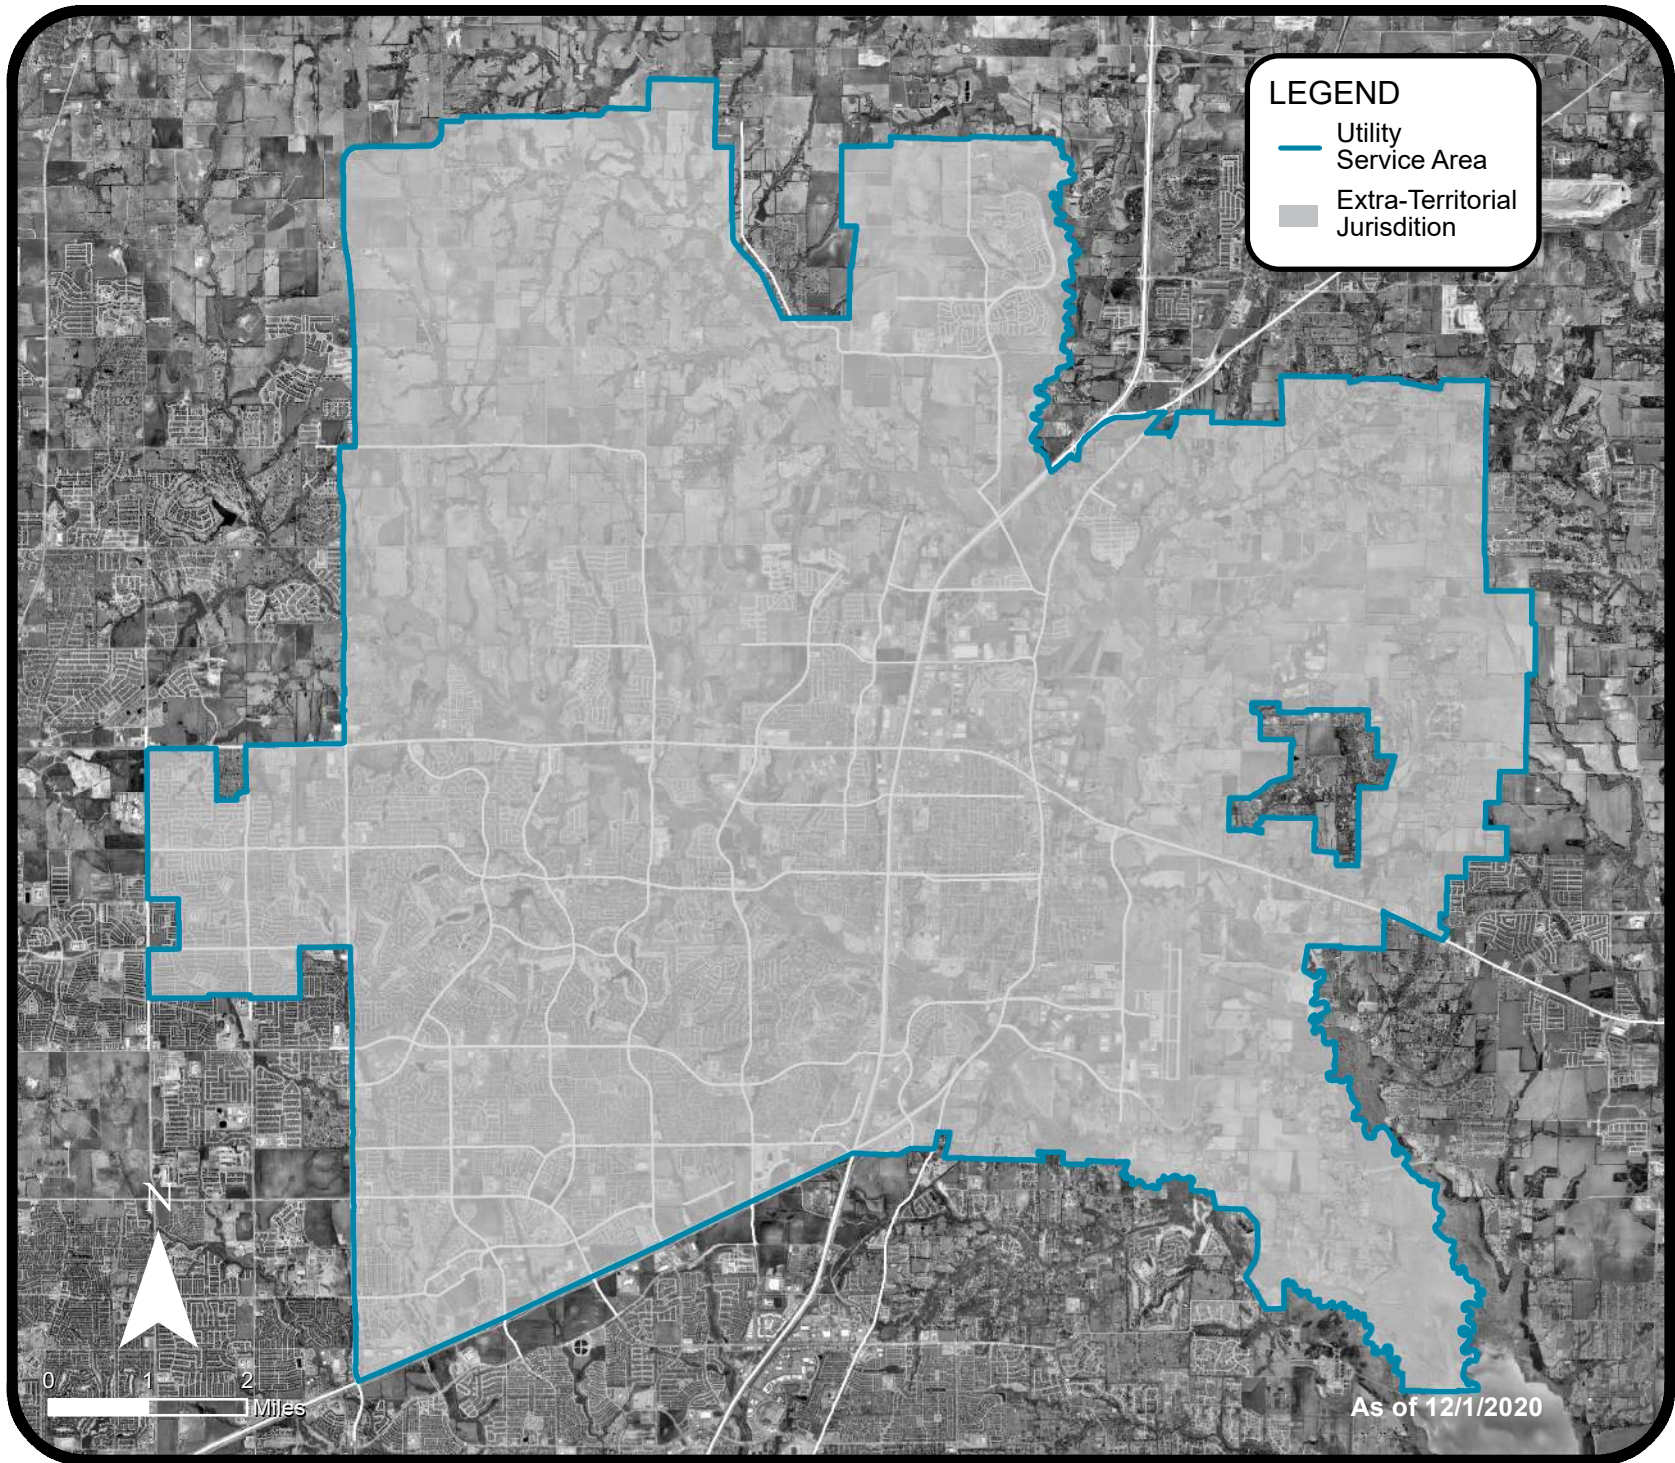 LEGEND
Utility
Service Area
Extra-Territorial
Jurisdition
N
0 1 2
Miles
As of 12/1/2020